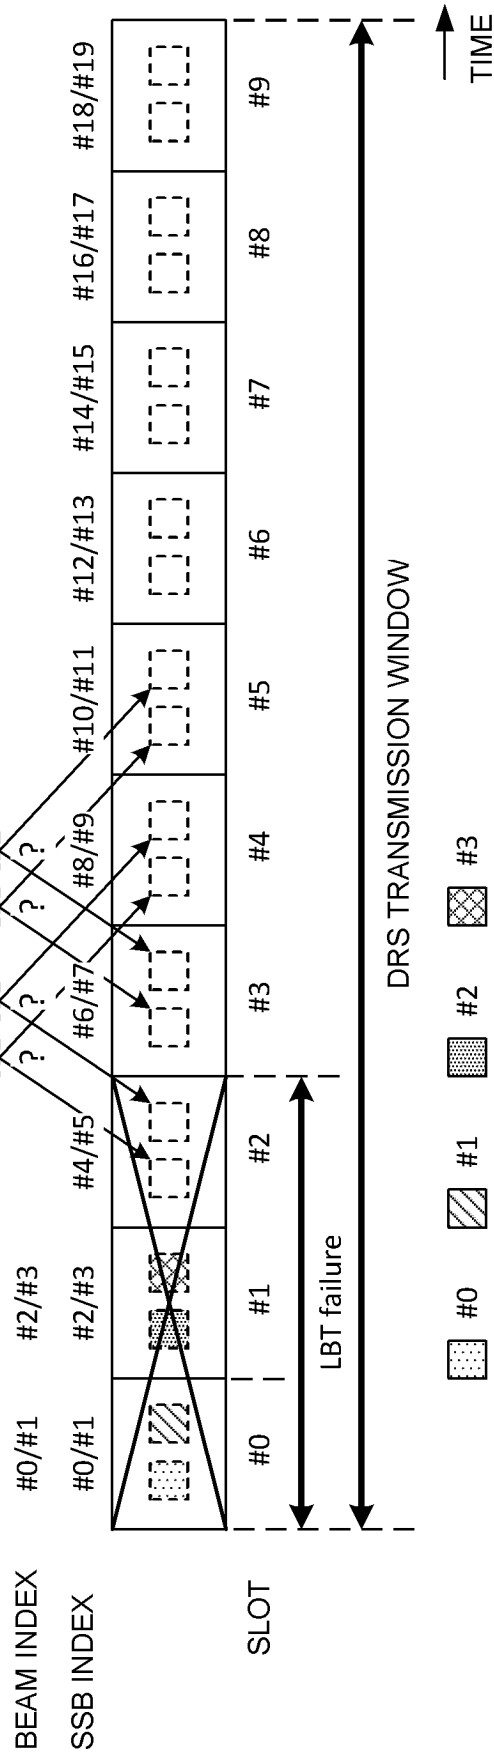 BEAM INDEX #0/#1 #2/#3
? ? ? ?
SSB INDEX #0/#1 #2/#3 #4/#5 #6/#7 #8/#9 #10/#11 #12/#13 #14/#15 #16/#17 #18/#19
SLOT #0 #1 #2 #3 #4 #5 #6 #7 #8 #9
LBT failure
DRS TRANSMISSION WINDOW
TIME
#0 #1 #2 #3